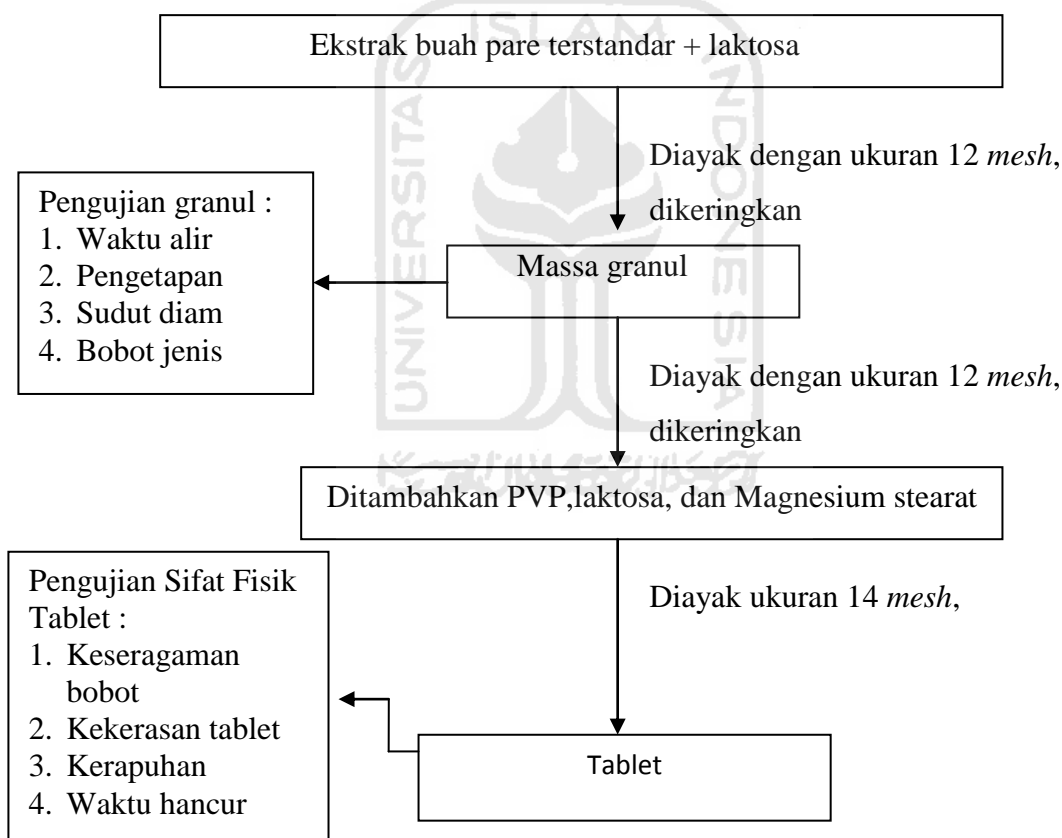 ISLAM
UNIVERSITAS
INDONESIA
Ekstrak buah pare terstandar + laktosa
Diayak dengan ukuran 12 mesh,
dikeringkan
Pengujian granul :
1. Waktu alir
2. Pengetapan
3. Sudut diam
4. Bobot jenis
Massa granul
Diayak dengan ukuran 12 mesh,
dikeringkan
Ditambahkan PVP,laktosa, dan Magnesium stearat
Pengujian Sifat Fisik
Tablet :
1. Keseragaman
bobot
2. Kekerasan tablet
3. Kerapuhan
4. Waktu hancur
Diayak ukuran 14 mesh,
Tablet